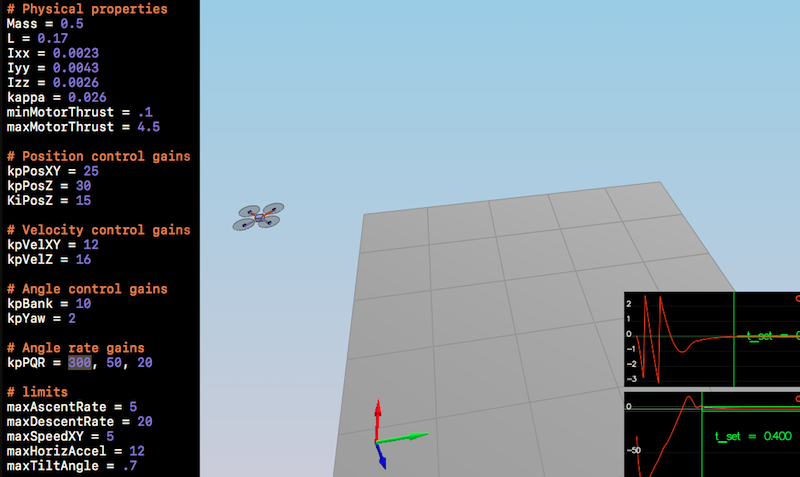 # Physical properties
Mass = 0.5
L = 0.17
Ixx = 0.0023
Iyy = 0.0043
Izz = 0.0026
kappa = 0.026
minMotorThrust = .1
maxMotorThrust = 4.5
# Position control gains
kpPosXY = 25
kpPosZ = 30
KiPosZ = 15
# Velocity control gains
kpVelXY = 12
kpVelZ = 16
# Angle control gains
kpBank = 10
kpYaw = 2
# Angle rate gains
kpPQR = 300, 50, 20
# limits
maxAscentRate = 5
maxDescentRate = 20
maxSpeedXY = 5
maxHorizAccel = 12
maxTiltAngle = .7
2
1
0
-1
-2
-3
t_set =
0
-50
t_set = 0.400